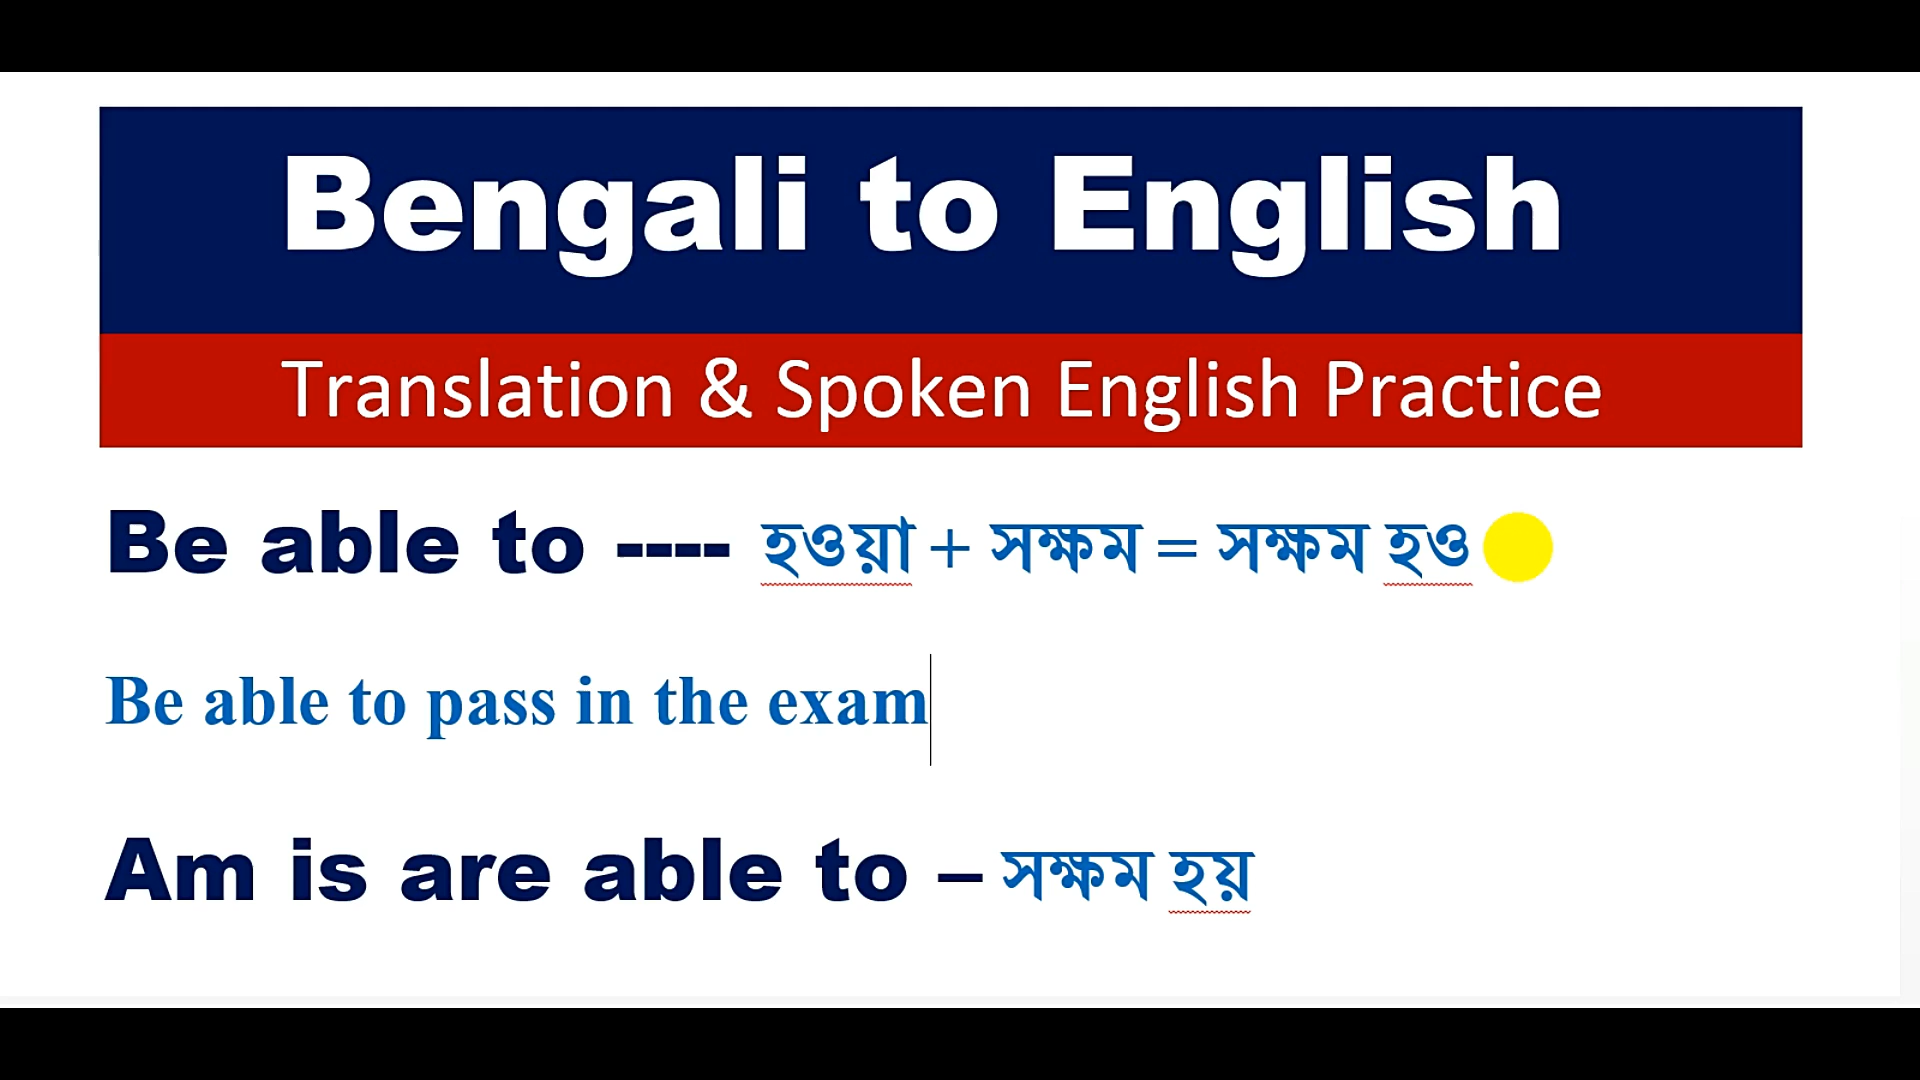 Bengali to English
Translation & Spoken English Practice
Be able to ---- হওয়া + সক্ষম = সক্ষম হও
Be able to pass in the exam
Am is are able to – সক্ষম হয়